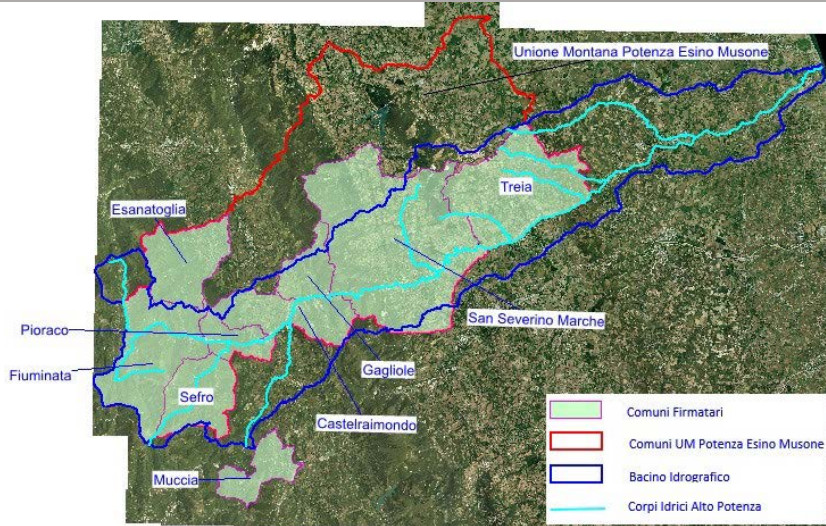 Unione Montana Potenza Esino Musone
Treia
Esanatoglia
San Severino Marche
Pioraco
Gagliole
Fiuminata
Sefro
Castelraimondo
Muccia
Comuni Firmatari
Comuni UM Potenza Esino Musone
Bacino Idrografico
Corpi Idrici Alto Potenza